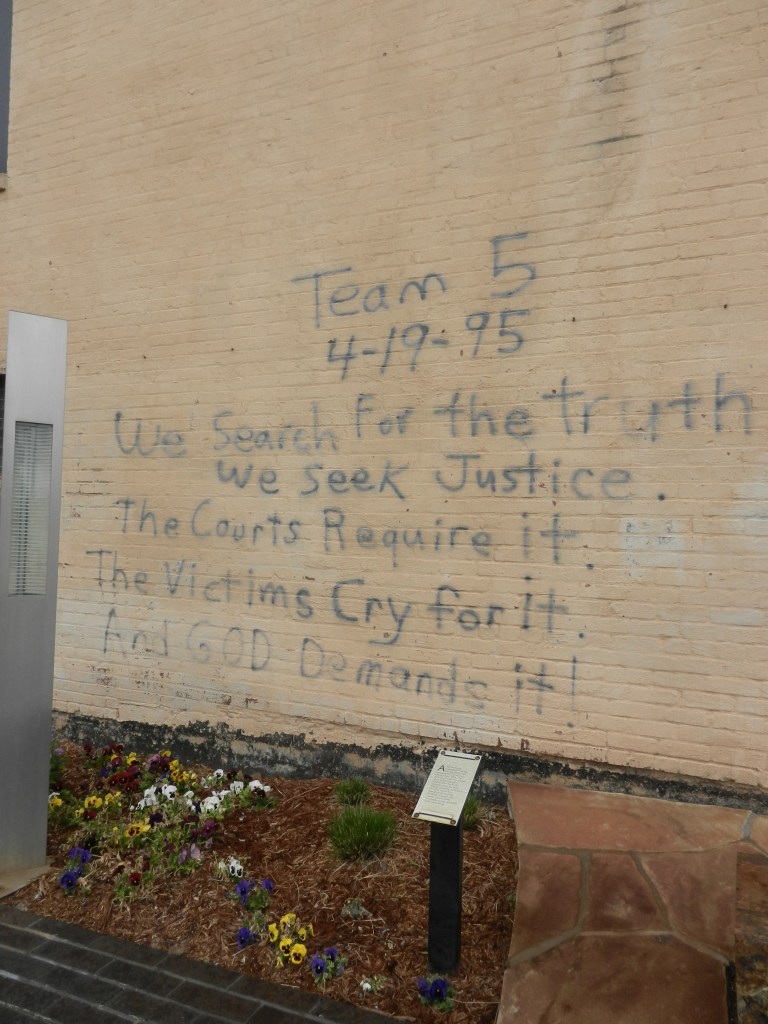 Team 5
4-19-95
We Search For the truth
We seek Justice.
The Courts Require it.
The Victims Cry for it.
And GOD Demands it!